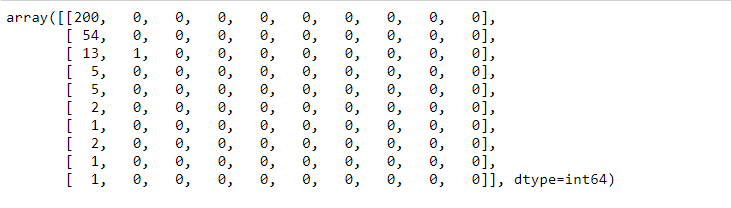 array([[200,   0,   0,   0,   0,   0,   0,   0,   0,   0],
       [ 54,   0,   0,   0,   0,   0,   0,   0,   0,   0],
       [ 13,   1,   0,   0,   0,   0,   0,   0,   0,   0],
       [  5,   0,   0,   0,   0,   0,   0,   0,   0,   0],
       [  5,   0,   0,   0,   0,   0,   0,   0,   0,   0],
       [  2,   0,   0,   0,   0,   0,   0,   0,   0,   0],
       [  1,   0,   0,   0,   0,   0,   0,   0,   0,   0],
       [  2,   0,   0,   0,   0,   0,   0,   0,   0,   0],
       [  1,   0,   0,   0,   0,   0,   0,   0,   0,   0],
       [  1,   0,   0,   0,   0,   0,   0,   0,   0,   0]], dtype=int64)